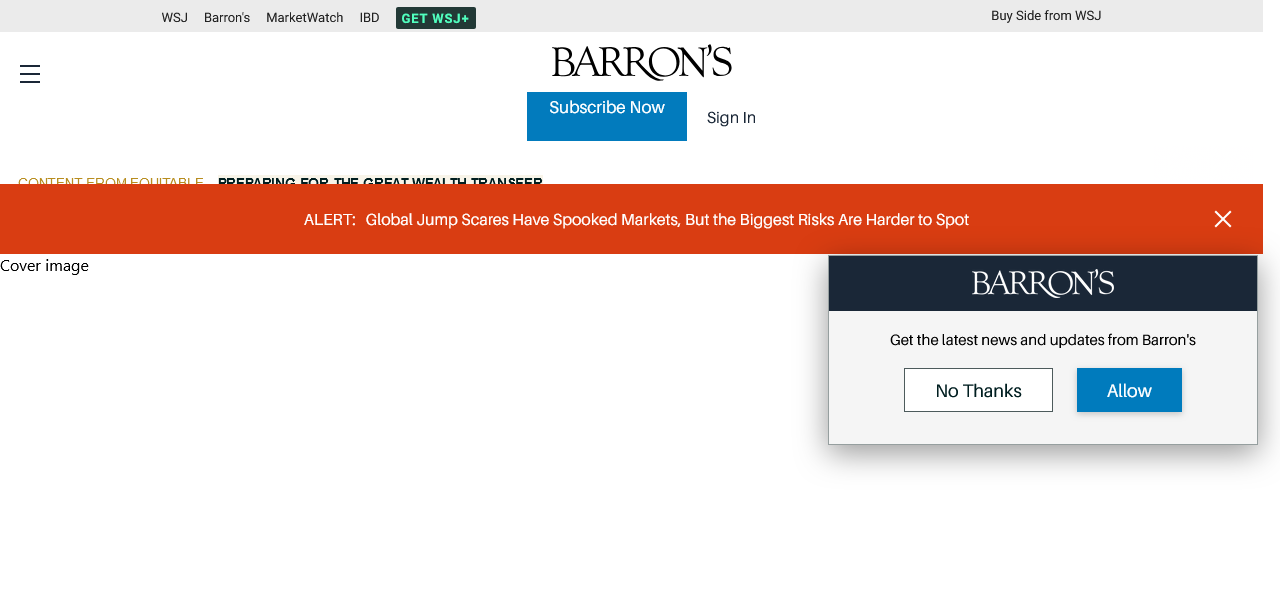 WSJ Barron's MarketWatch IBD GET WSJ+ Buy Side from WSJ
BARRON'S
Subscribe Now Sign In
CONTENT FROM EQUITABLE PREPARING FOR THE GREAT WEALTH TRANSFER
ALERT: Global Jump Scares Have Spooked Markets, But the Biggest Risks Are Harder to Spot
Cover image
BARRON'S
Get the latest news and updates from Barron's
No Thanks Allow